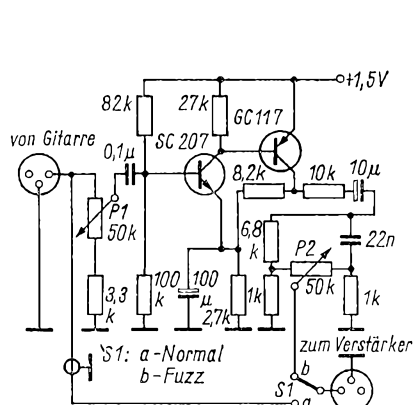 +1,5V
82k
27k
GC117
SC 207
von Gitarre
0,1µ
8,2k
10k
10µ
P1
50k
6,8
k
P2
22n
50k
3,3
k
100
k
100
µ
2,7k
1k
1k
S1: a-Normal
b-Fuzz
zum Verstärker
b
S1
a